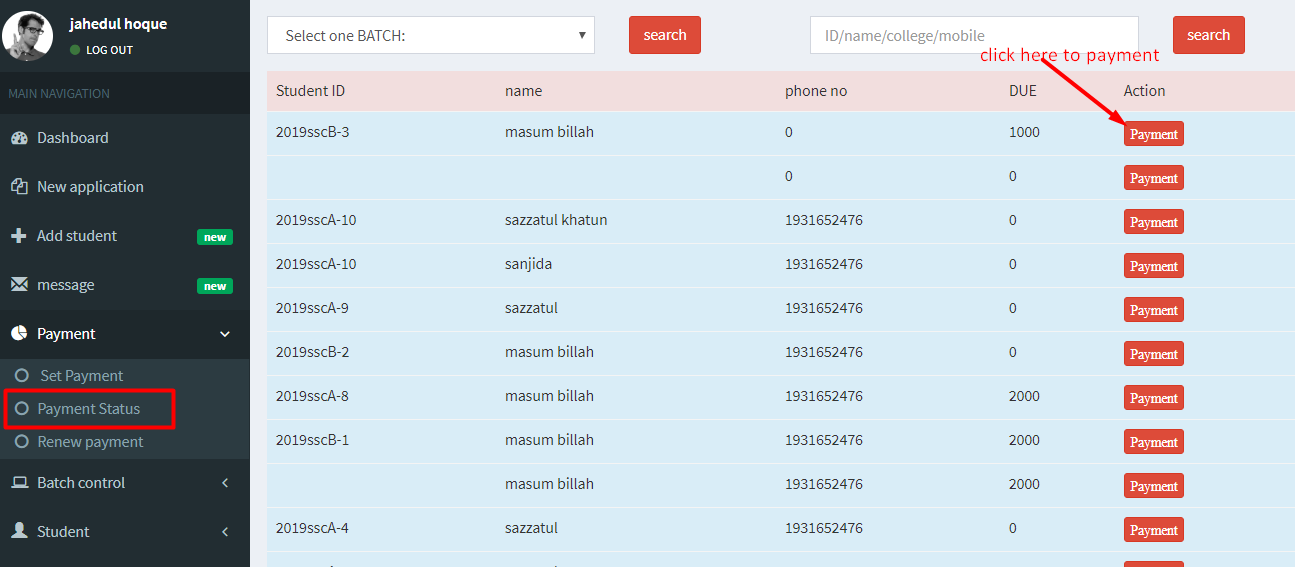 jahedul hoque
LOG OUT
MAIN NAVIGATION
Dashboard
New application
Add student new
message new
Payment
Set Payment
Payment Status
Renew payment
Batch control
Student
Select one BATCH: search ID/name/college/mobile search
click here to payment
Student ID name phone no DUE Action
2019sscB-3 masum billah 0 1000 Payment
0 0 Payment
2019sscA-10 sazzatul khatun 1931652476 0 Payment
2019sscA-10 sanjida 1931652476 0 Payment
2019sscA-9 sazzatul 1931652476 0 Payment
2019sscB-2 masum billah 1931652476 0 Payment
2019sscA-8 masum billah 1931652476 2000 Payment
2019sscB-1 masum billah 1931652476 2000 Payment
masum billah 1931652476 2000 Payment
2019sscA-4 sazzatul 1931652476 0 Payment